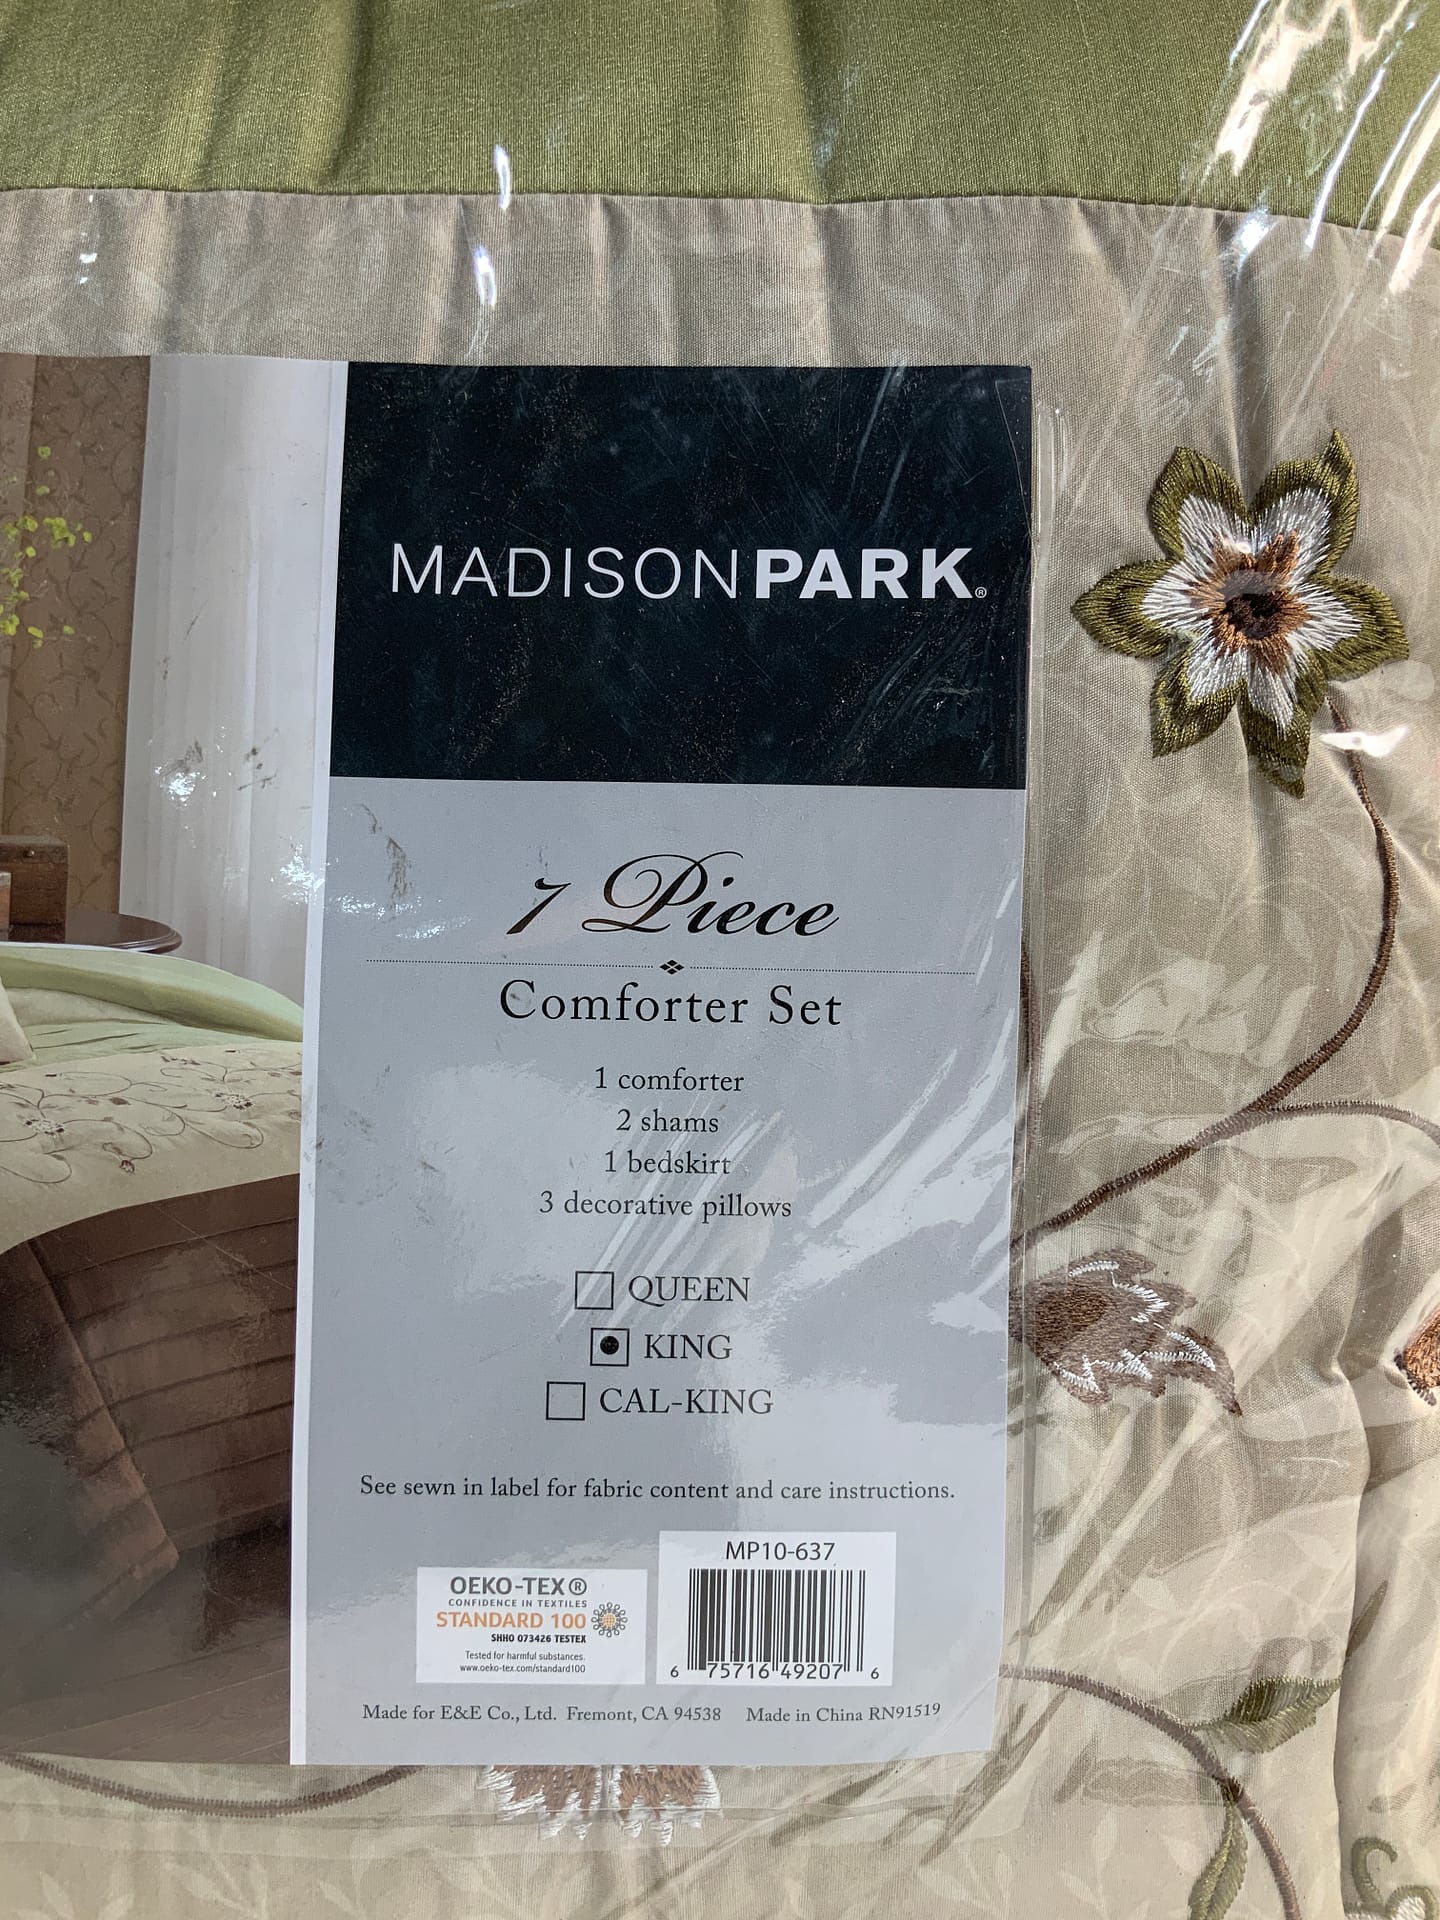 MADISONPARK®
7 Piece
Comforter Set
1 comforter
2 shams
1 bedskirt
3 decorative pillows
QUEEN
KING
CAL-KING
See sewn in label for fabric content and care instructions.
OEKO-TEX®
CONFIDENCE IN TEXTILES
STANDARD 100
SHHO 073426 TESTEX
Tested for harmful substances.
www.oeko-tex.com/standard100
MP10-637
6 75716 49207 6
Made for E&E Co., Ltd. Fremont, CA 94538 Made in China RN91519